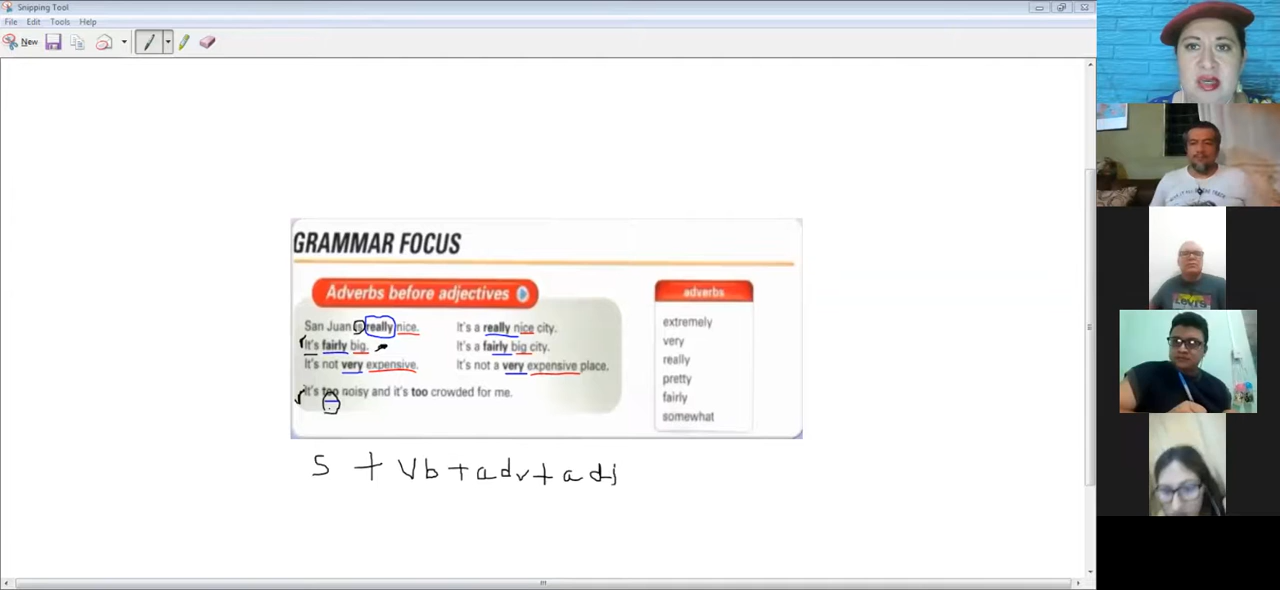 Snipping Tool
File Edit Tools Help
New
GRAMMAR FOCUS
Adverbs before adjectives
San Juan is really nice.
It's fairly big.
It's not very expensive.
It's too noisy and it's too crowded for me.
It's a really nice city.
It's a fairly big city.
It's not a very expensive place.
adverbs
extremely
very
really
pretty
fairly
somewhat
S + Vb + adv + adj
LEVI'S